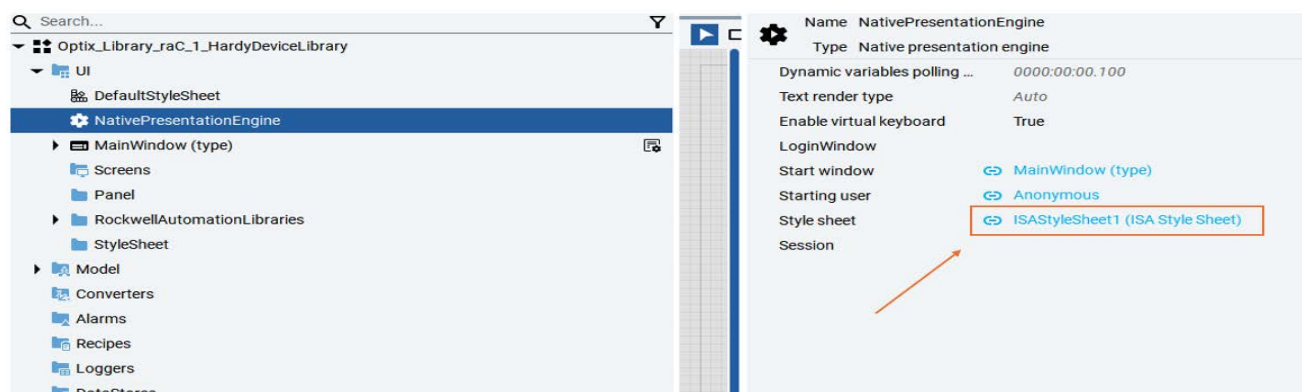 Search...
Optix_Library_raC_1_HardyDeviceLibrary
UI
DefaultStyleSheet
NativePresentationEngine
MainWindow (type)
Screens
Panel
RockwellAutomationLibraries
StyleSheet
Model
Converters
Alarms
Recipes
Loggers
DataStores
Name NativePresentationEngine
Type Native presentation engine
Dynamic variables polling ... 0000:00:00.100
Text render type Auto
Enable virtual keyboard True
LoginWindow
Start window MainWindow (type)
Starting user Anonymous
Style sheet ISAStyleSheet1 (ISA Style Sheet)
Session